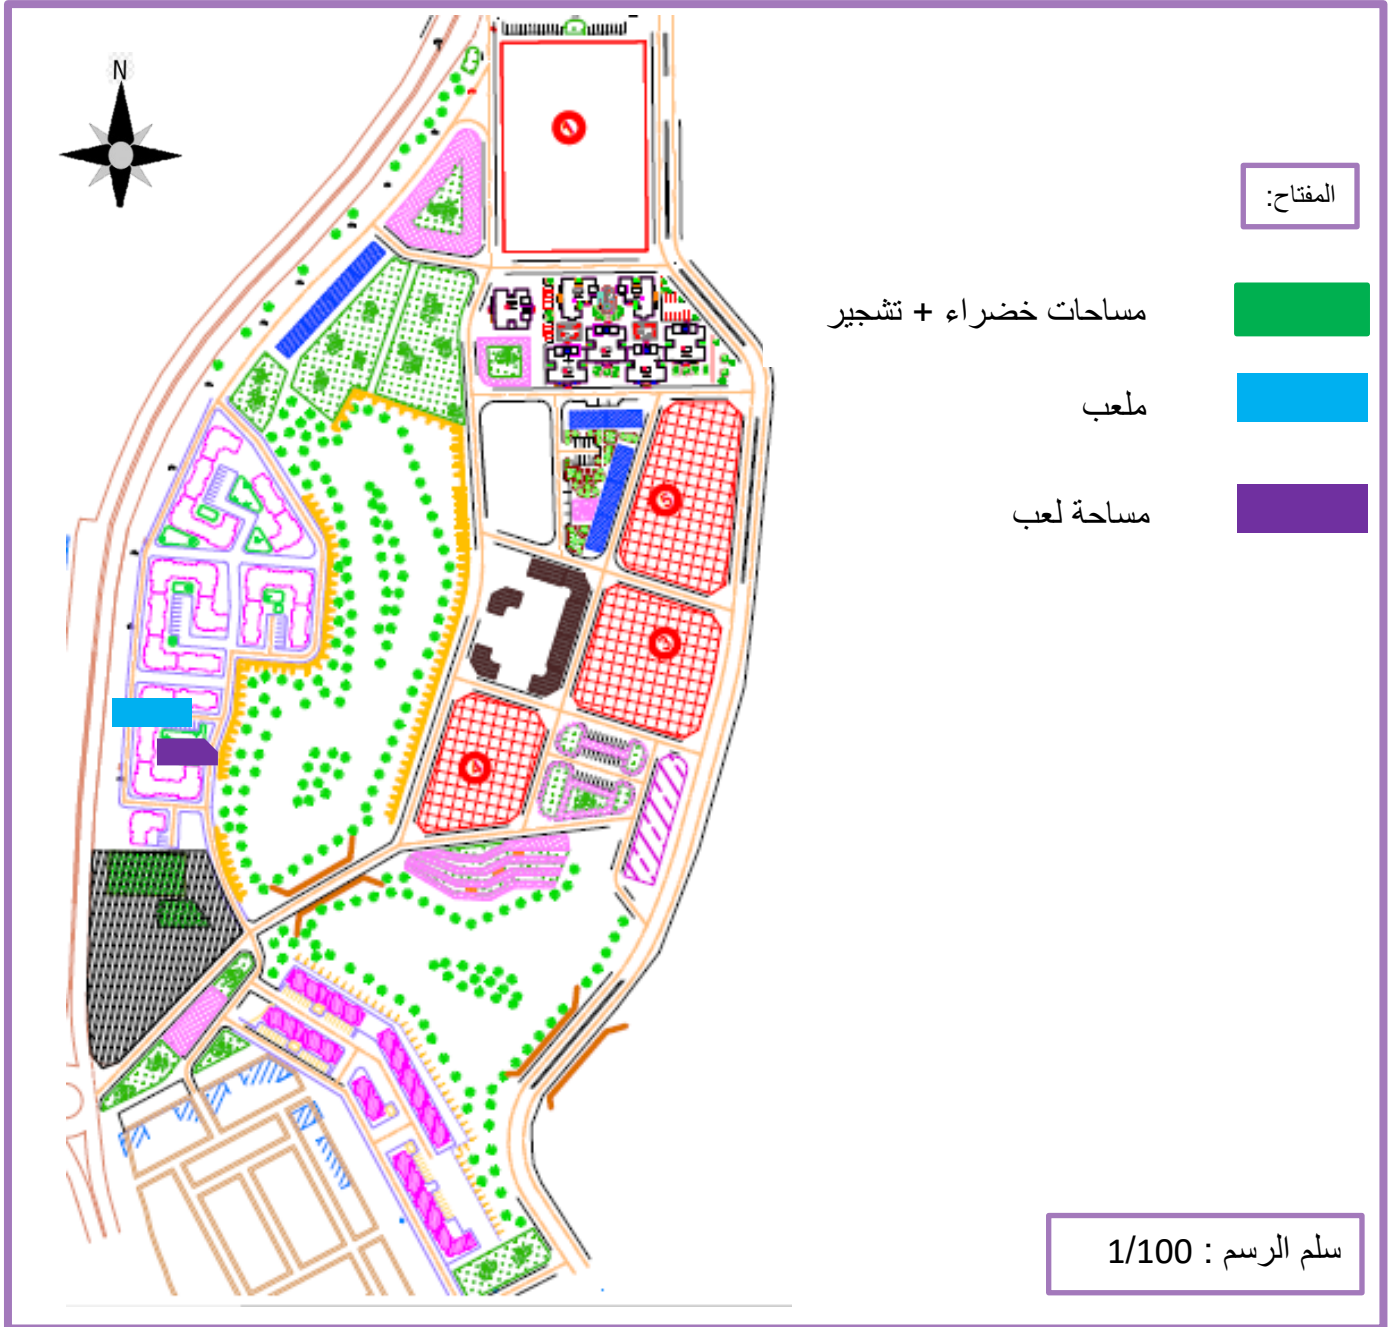 N
المفتاح:
مساحات خضراء + تشجير
ملعب
مساحة لعب
سلم الرسم : 1/100